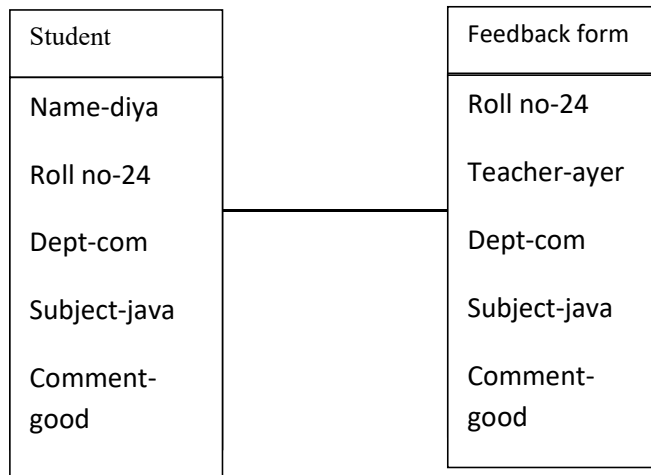 Student
Name-diya
Roll no-24
Dept-com
Subject-java
Comment-
good
Feedback form
Roll no-24
Teacher-ayer
Dept-com
Subject-java
Comment-
good